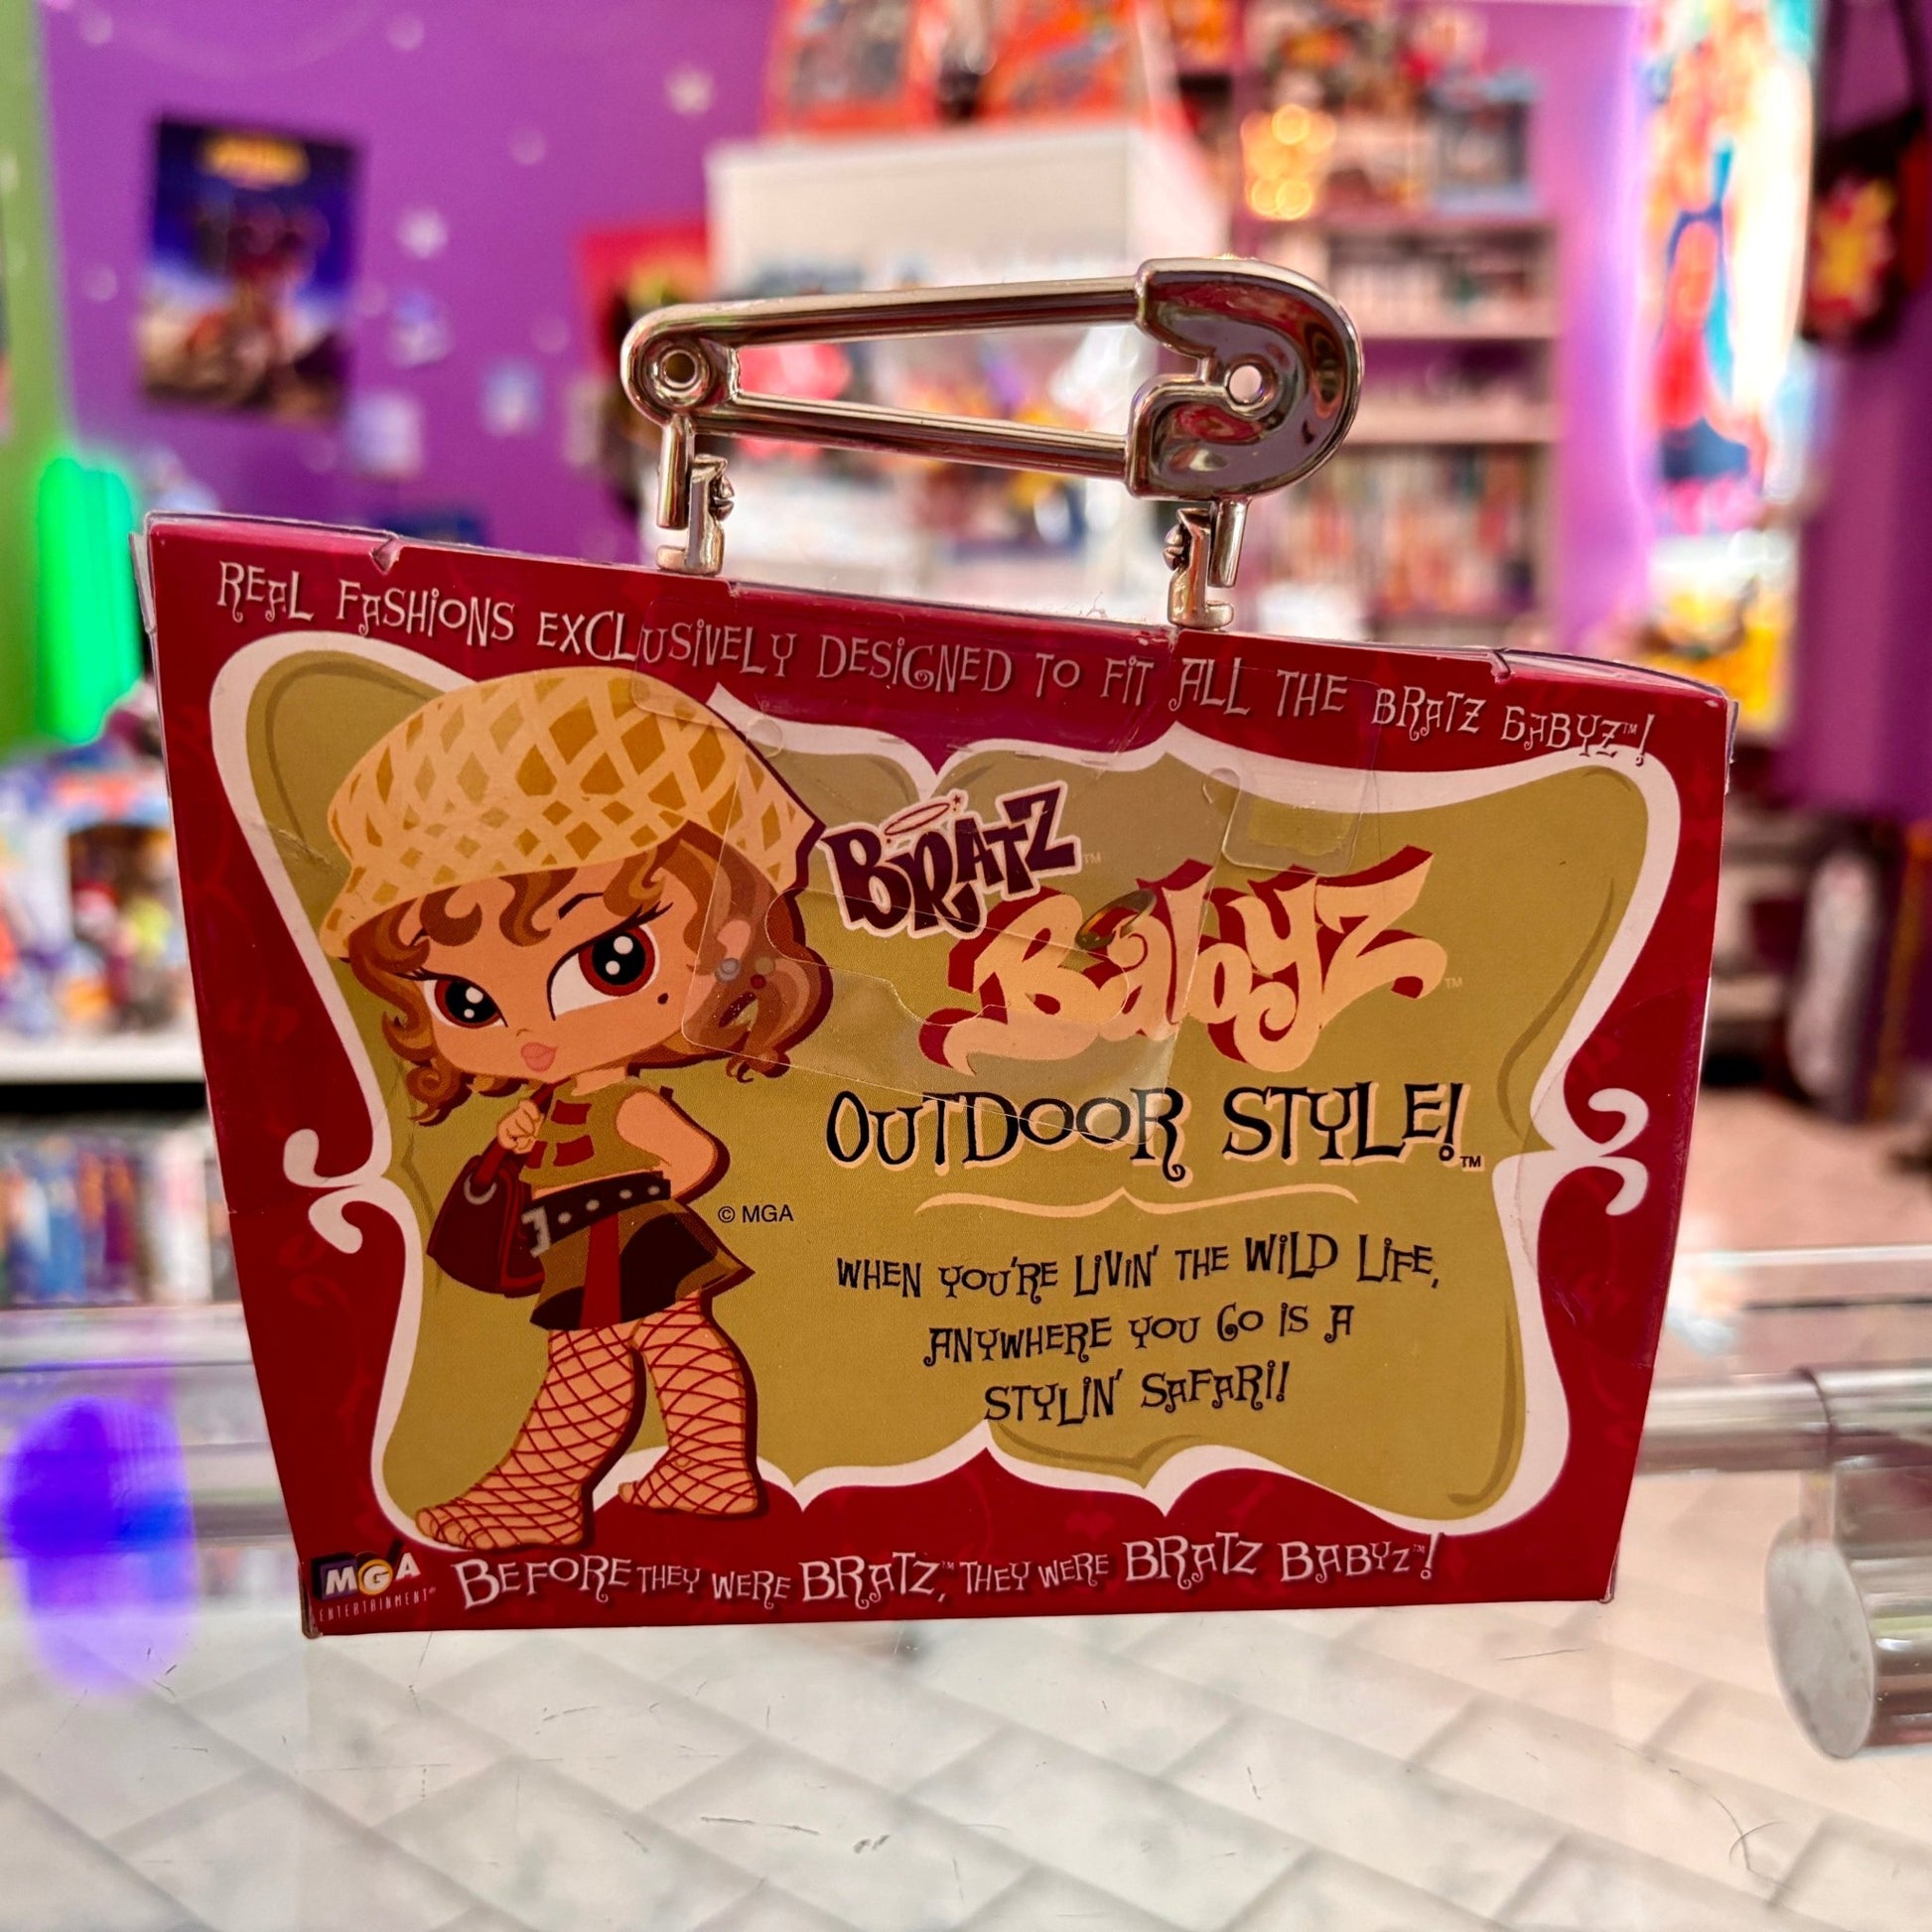 REAL FASHIONS EXCLUSIVELY DESIGNED TO FIT ALL THE BRATZ BABYZ™!
BRATZ™
Babyz™
OUTDOOR STYLE!™
© MGA
WHEN YOU'RE LIVIN' THE WILD LIFE,
ANYWHERE YOU GO IS A
STYLIN' SAFARI!
MGA
ENTERTAINMENT®
BEFORE THEY WERE BRATZ,™ THEY WERE BRATZ BABYZ™!